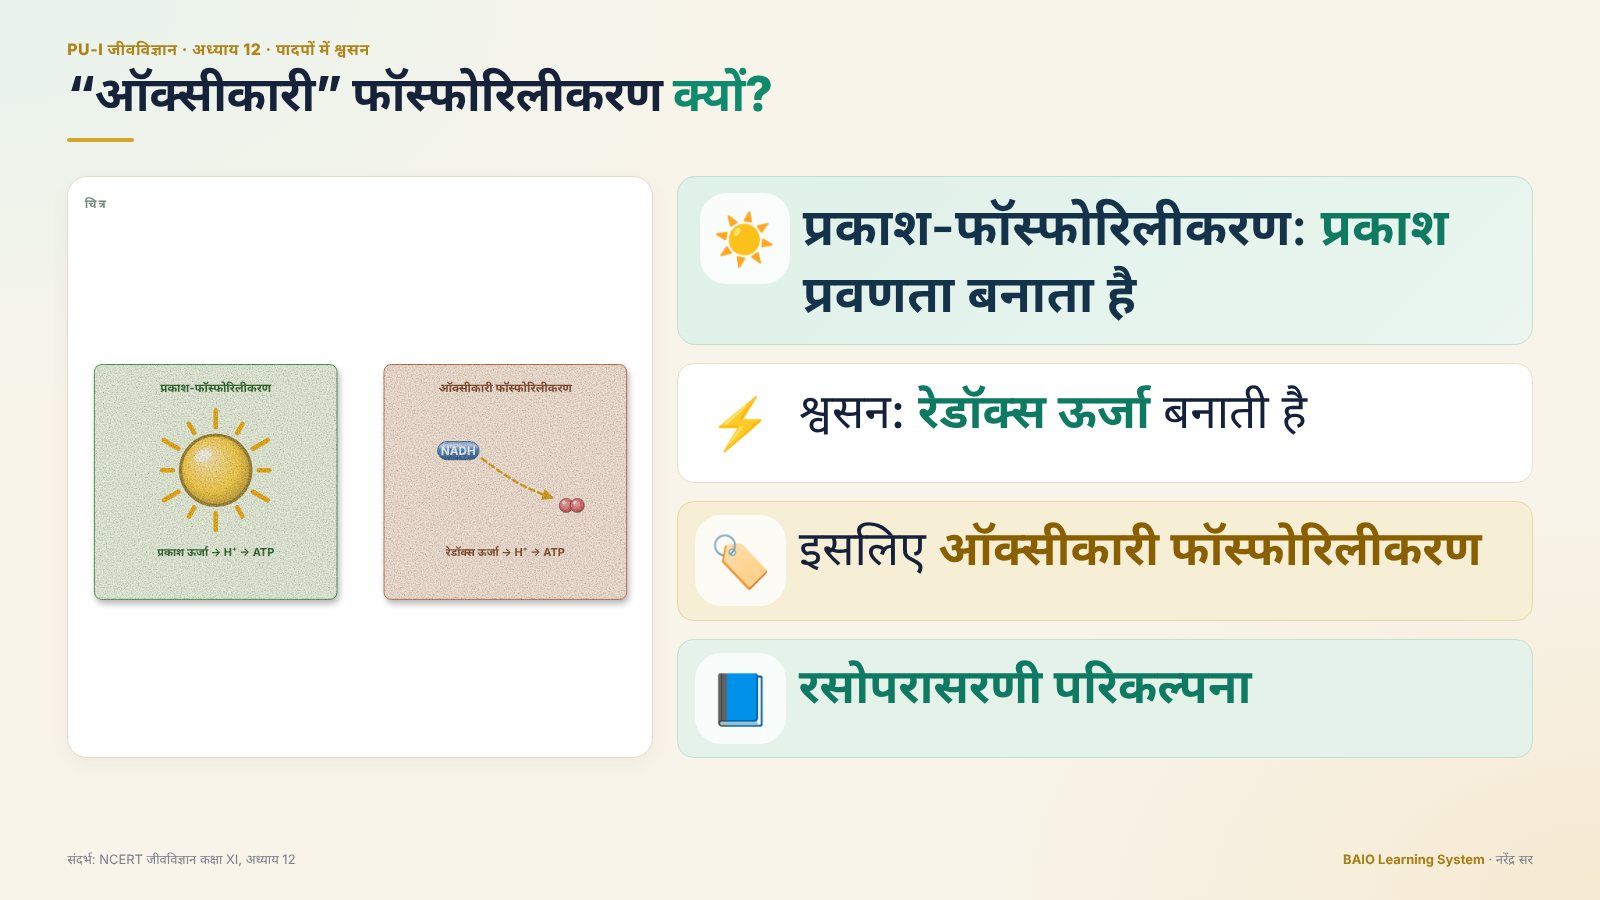 PU-I जीवविज्ञान · अध्याय 12 · पादपों में श्वसन
“ऑक्सीकारी” फॉस्फोरिलीकरण क्यों?
चित्र
प्रकाश-फॉस्फोरिलीकरण
प्रकाश ऊर्जा → H⁺ → ATP
ऑक्सीकारी फॉस्फोरिलीकरण
NADH
रेडॉक्स ऊर्जा → H⁺ → ATP
प्रकाश-फॉस्फोरिलीकरण: प्रकाश
प्रवणता बनाता है
श्वसन: रेडॉक्स ऊर्जा बनाती है
इसलिए ऑक्सीकारी फॉस्फोरिलीकरण
रसोपरासरणी परिकल्पना
संदर्भ: NCERT जीवविज्ञान कक्षा XI, अध्याय 12
BAIO Learning System · नरेंद्र सर